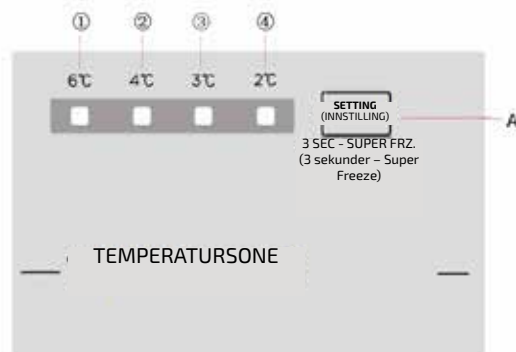 ① ② ③ ④
6℃ 4℃ 3℃ 2℃
SETTING
(INNSTILLING)
A
3 SEC - SUPER FRZ.
(3 sekunder – Super
Freeze)
TEMPERATURSONE